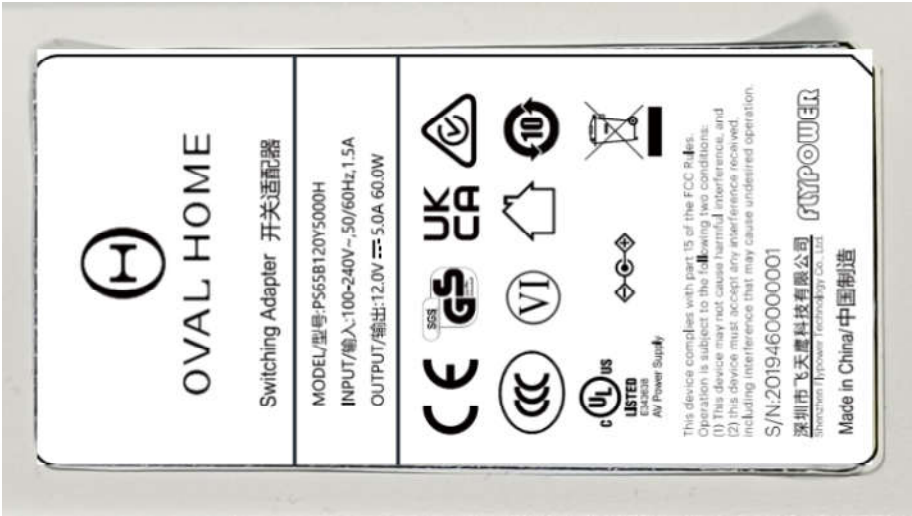 OVAL HOME
Switching Adapter 开关适配器
MODEL/型号:PS65B120Y5000H
INPUT/输入:100-240V~,50/60Hz,1.5A
OUTPUT/输出:12.0V⎓5.0A 60.0W
CE
SGS
GS
UK
CA
CCC
VI
10
C UL US
LISTED
E343638
AV Power Supply
This device complies with part 15 of the FCC Rules.
Operation is subject to the following two conditions:
(1) This device may not cause harmful interference, and
(2) this device must accept any interference received,
including interference that may cause undesired operation.
S/N:2019460000001
深圳市飞天鹰科技有限公司
Shenzhen Flypower Technology Co., Ltd.
FLYPOWER
Made in China/中国制造